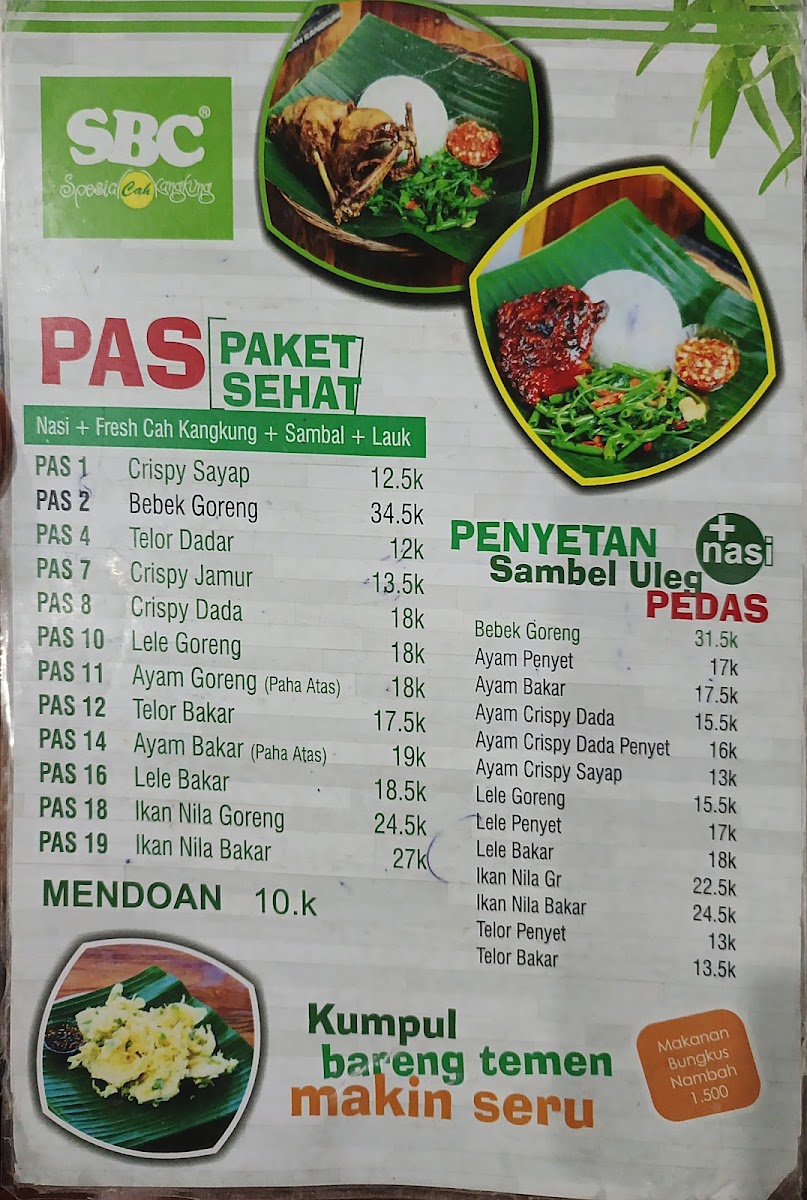 SBC®
Spesial Cah Kangkung
PAS PAKET SEHAT
Nasi + Fresh Cah Kangkung + Sambal + Lauk
PAS 1 Crispy Sayap 12.5k
PAS 2 Bebek Goreng 34.5k
PAS 4 Telor Dadar 12k
PAS 7 Crispy Jamur 13.5k
PAS 8 Crispy Dada 18k
PAS 10 Lele Goreng 18k
PAS 11 Ayam Goreng (Paha Atas) 18k
PAS 12 Telor Bakar 17.5k
PAS 14 Ayam Bakar (Paha Atas) 19k
PAS 16 Lele Bakar 18.5k
PAS 18 Ikan Nila Goreng 24.5k
PAS 19 Ikan Nila Bakar 27k
MENDOAN 10.k
PENYETAN + nasi
Sambel Uleg
PEDAS
Bebek Goreng 31.5k
Ayam Penyet 17k
Ayam Bakar 17.5k
Ayam Crispy Dada 15.5k
Ayam Crispy Dada Penyet 16k
Ayam Crispy Sayap 13k
Lele Goreng 15.5k
Lele Penyet 17k
Lele Bakar 18k
Ikan Nila Gr 22.5k
Ikan Nila Bakar 24.5k
Telor Penyet 13k
Telor Bakar 13.5k
Kumpul
bareng temen
makin seru
Makanan
Bungkus
Nambah
1.500